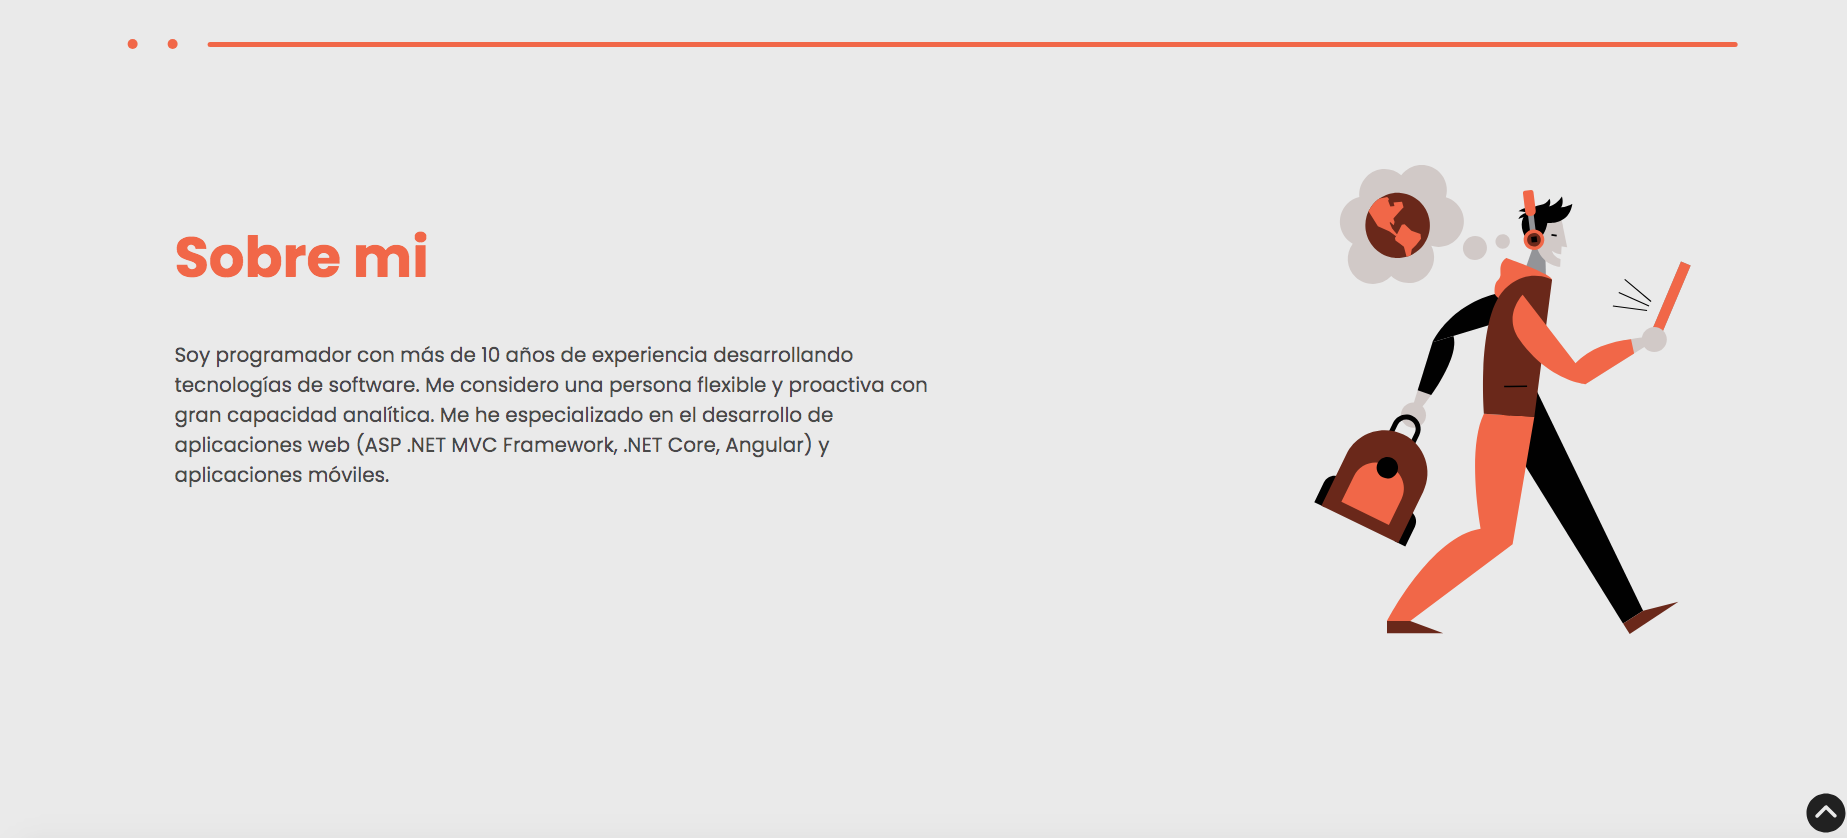 Sobre mi
Soy programador con más de 10 años de experiencia desarrollando
tecnologías de software. Me considero una persona flexible y proactiva con
gran capacidad analítica. Me he especializado en el desarrollo de
aplicaciones web (ASP .NET MVC Framework, .NET Core, Angular) y
aplicaciones móviles.